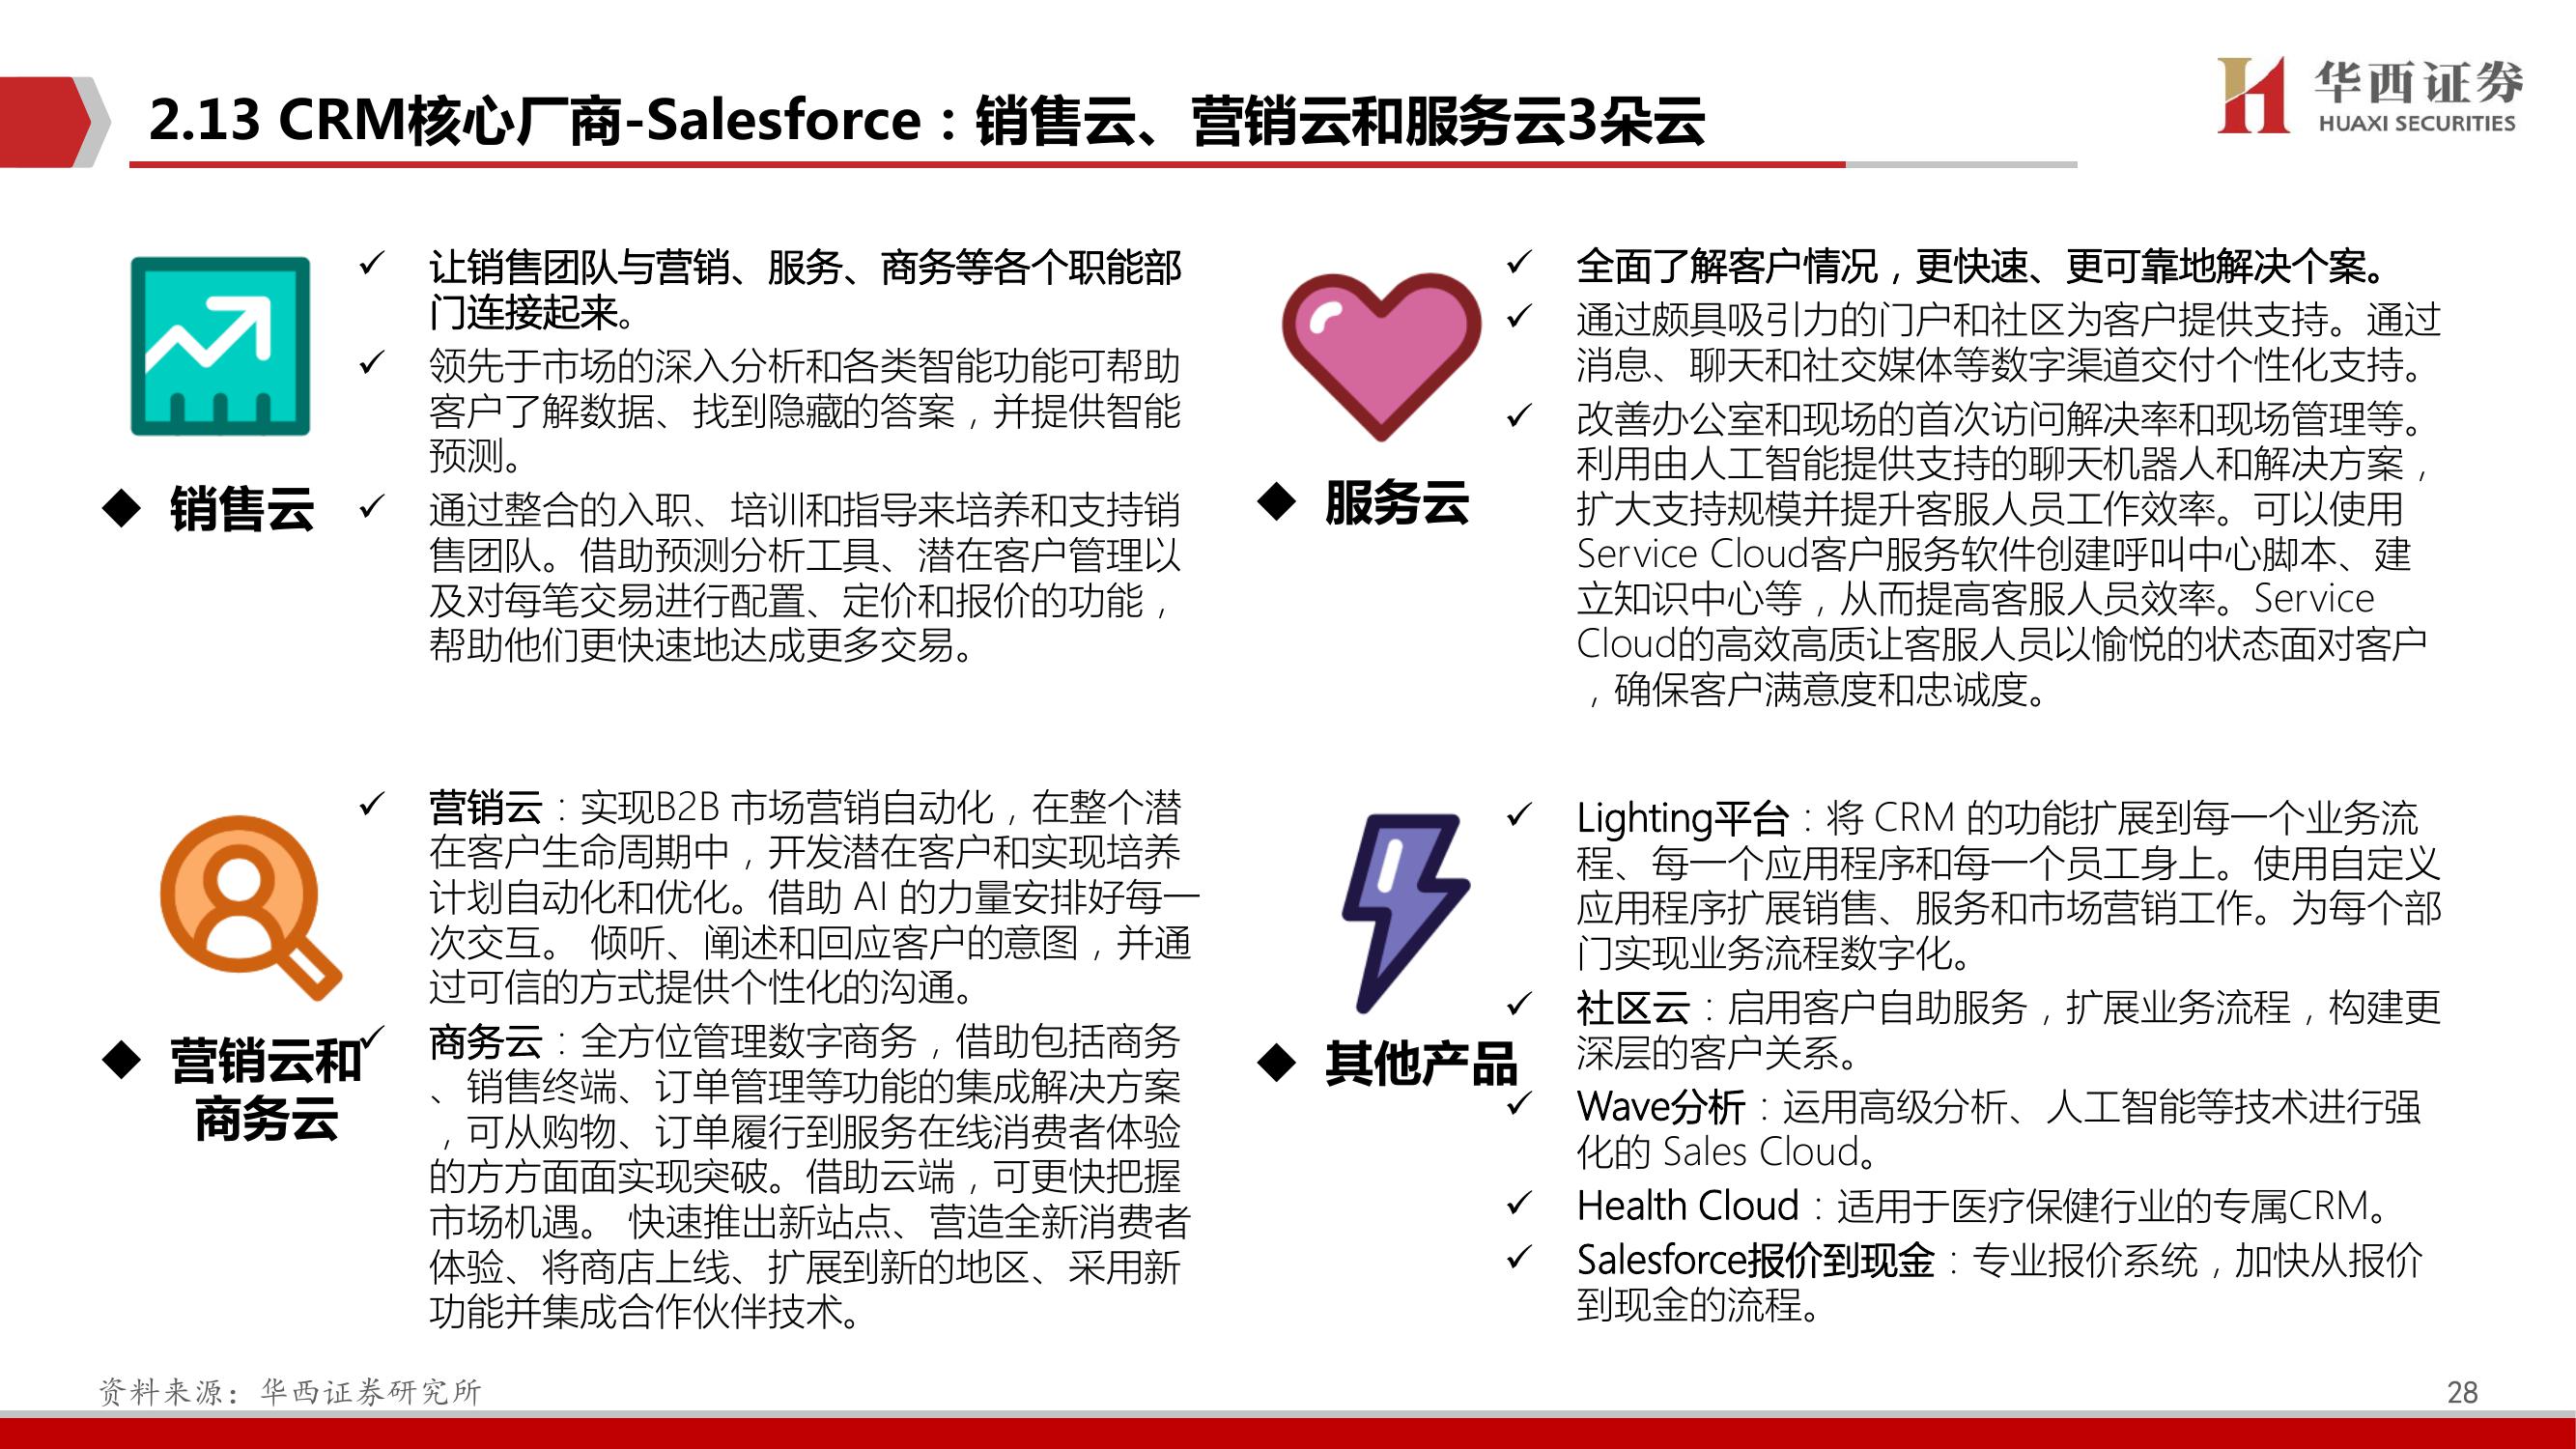 2.13 CRM核心厂商-Salesforce：销售云、营销云和服务云3朵云
华西证券
HUAXI SECURITIES
◆ 销售云
✓ 让销售团队与营销、服务、商务等各个职能部
门连接起来。
✓ 领先于市场的深入分析和各类智能功能可帮助
客户了解数据、找到隐藏的答案，并提供智能
预测。
✓ 通过整合的入职、培训和指导来培养和支持销
售团队。借助预测分析工具、潜在客户管理以
及对每笔交易进行配置、定价和报价的功能，
帮助他们更快速地达成更多交易。
◆ 服务云
✓ 全面了解客户情况，更快速、更可靠地解决个案。
✓ 通过颇具吸引力的门户和社区为客户提供支持。通过
消息、聊天和社交媒体等数字渠道交付个性化支持。
✓ 改善办公室和现场的首次访问解决率和现场管理等。
利用由人工智能提供支持的聊天机器人和解决方案，
扩大支持规模并提升客服人员工作效率。可以使用
Service Cloud客户服务软件创建呼叫中心脚本、建
立知识中心等，从而提高客服人员效率。Service
Cloud的高效高质让客服人员以愉悦的状态面对客户
，确保客户满意度和忠诚度。
◆ 营销云和
商务云
✓ 营销云：实现B2B 市场营销自动化，在整个潜
在客户生命周期中，开发潜在客户和实现培养
计划自动化和优化。借助 AI 的力量安排好每一
次交互。 倾听、阐述和回应客户的意图，并通
过可信的方式提供个性化的沟通。
✓ 商务云：全方位管理数字商务，借助包括商务
、销售终端、订单管理等功能的集成解决方案
，可从购物、订单履行到服务在线消费者体验
的方方面面实现突破。借助云端，可更快把握
市场机遇。 快速推出新站点、营造全新消费者
体验、将商店上线、扩展到新的地区、采用新
功能并集成合作伙伴技术。
◆ 其他产品
✓ Lighting平台：将 CRM 的功能扩展到每一个业务流
程、每一个应用程序和每一个员工身上。使用自定义
应用程序扩展销售、服务和市场营销工作。为每个部
门实现业务流程数字化。
✓ 社区云：启用客户自助服务，扩展业务流程，构建更
深层的客户关系。
✓ Wave分析：运用高级分析、人工智能等技术进行强
化的 Sales Cloud。
✓ Health Cloud：适用于医疗保健行业的专属CRM。
✓ Salesforce报价到现金：专业报价系统，加快从报价
到现金的流程。
资料来源：华西证券研究所
28